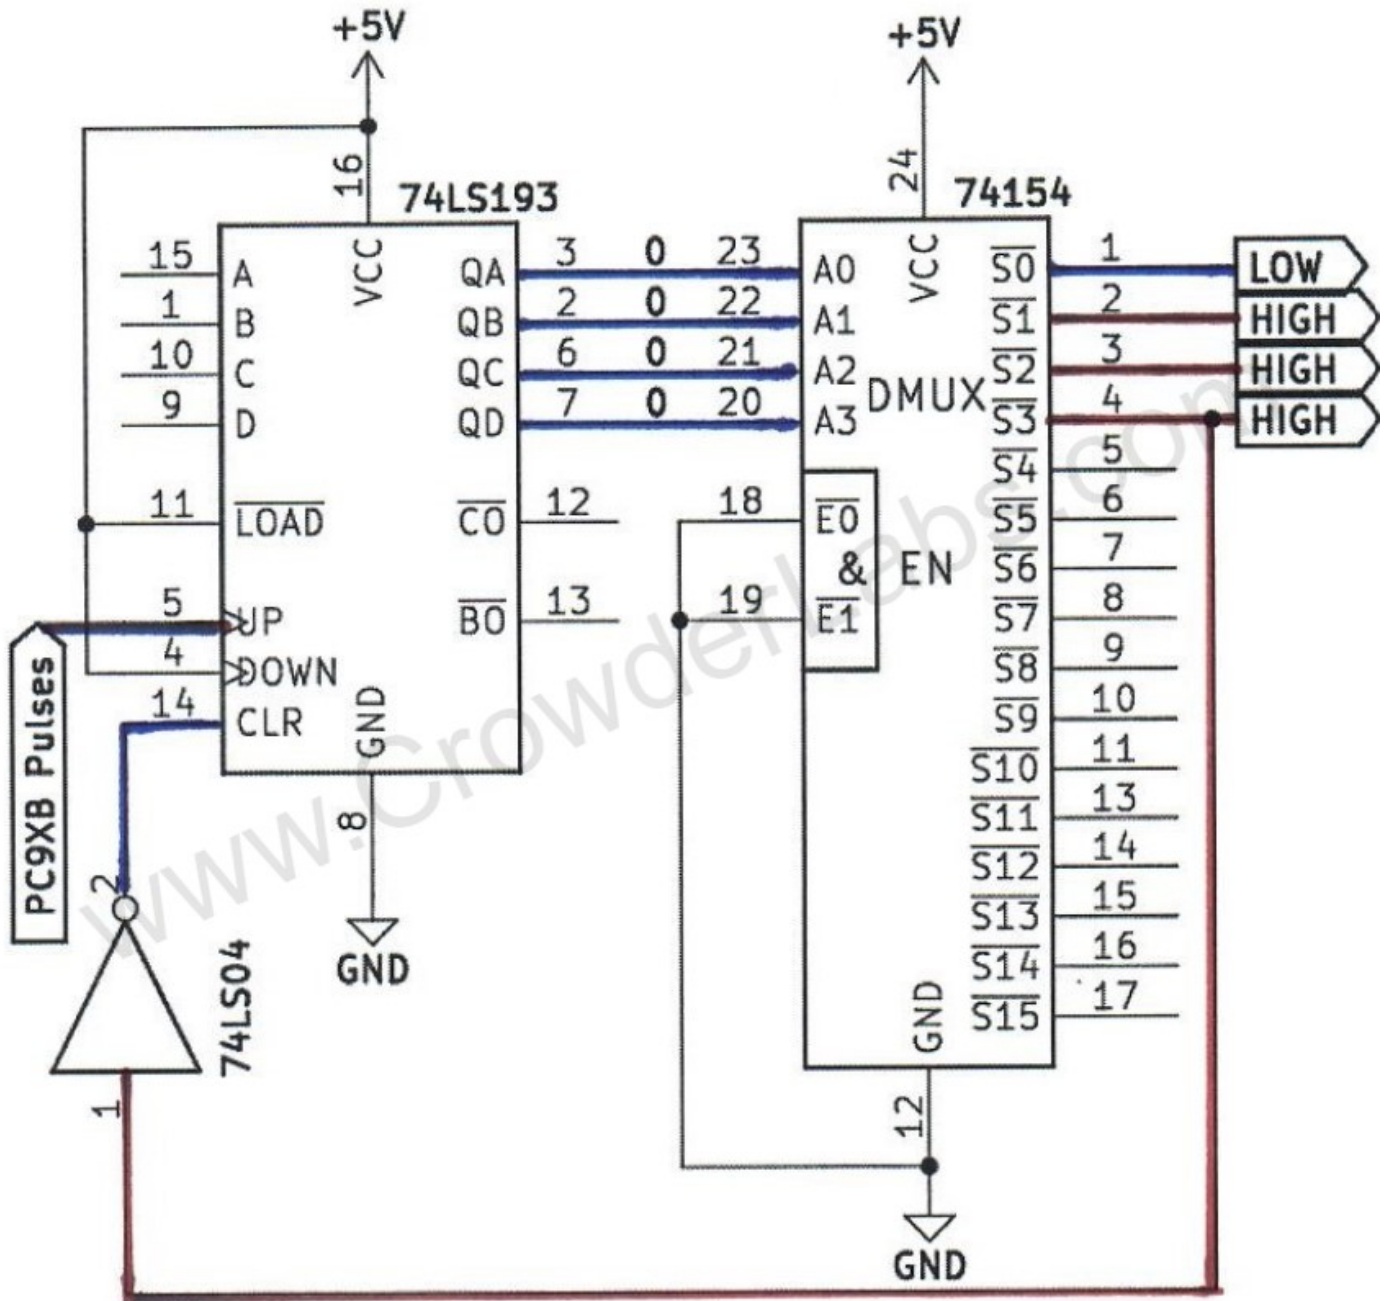 +5V
+5V
16
24
74LS193
74154
VCC
VCC
15 A QA 3 0 23 A0 S0 1 LOW
1 B QB 2 0 22 A1 S1 2 HIGH
10 C QC 6 0 21 A2 S2 3 HIGH
9 D QD 7 0 20 A3 DMUX S3 4 HIGH
S4 5
11 LOAD CO 12 18 E0 S5 6
& EN S6 7
5 UP BO 13 19 E1 S7 8
4 DOWN S8 9
14 CLR GND S9 10
S10 11
8 S11 13
S12 14
PC9XB Pulses
2
S13 15
GND S14 16
74LS04
GND S15 17
1
12
GND
www.CrowderLabs.com